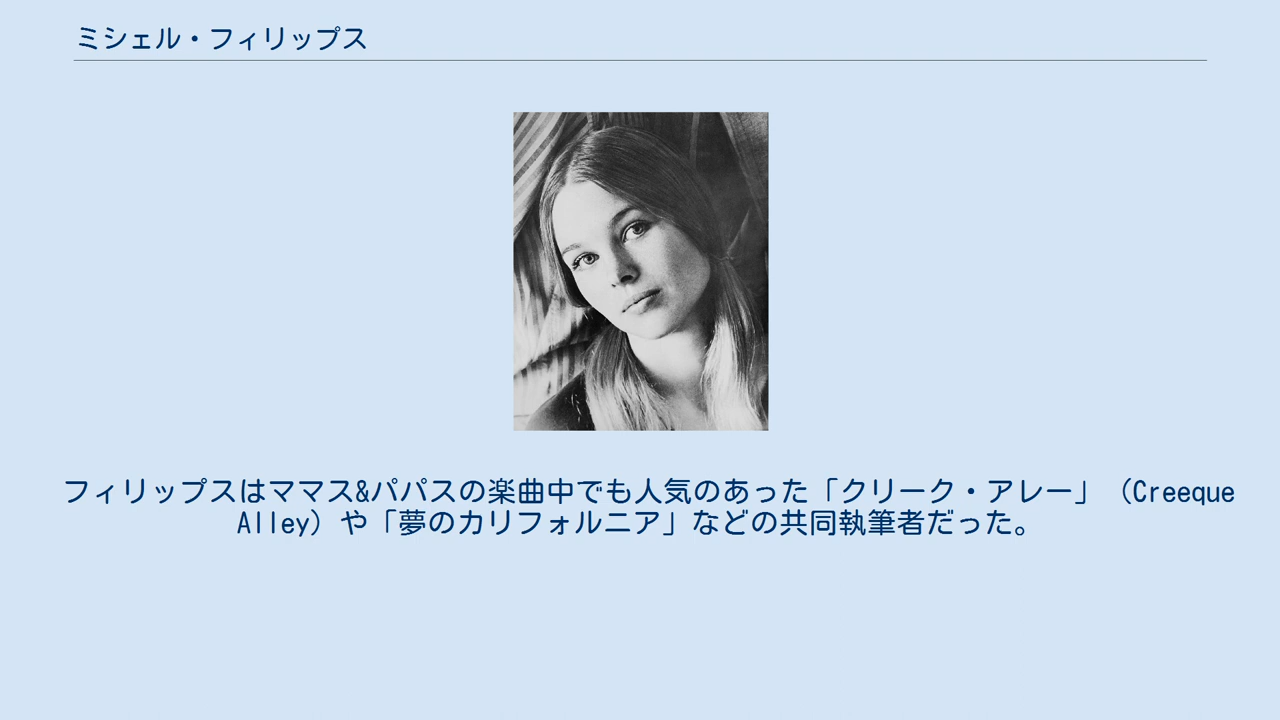 ミシェル・フィリップス
フィリップスはママス&パパスの楽曲中でも人気のあった「クリーク・アレー」（Creeque
Alley）や「夢のカリフォルニア」などの共同執筆者だった。